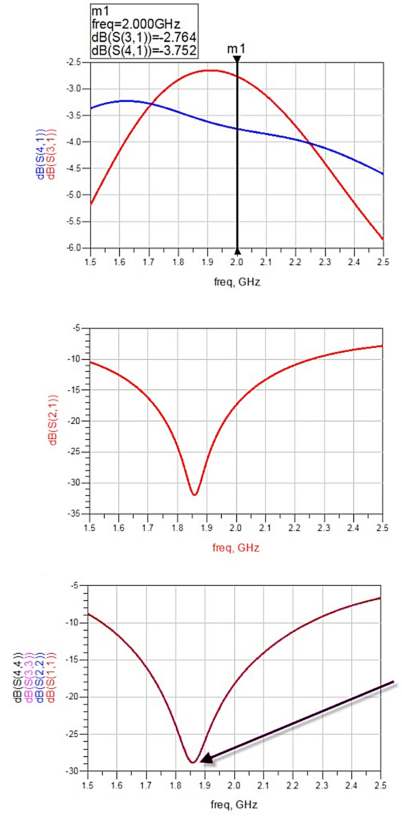 m1
freq=2.000GHz
dB(S(3,1))=-2.764
dB(S(4,1))=-3.752
m1
-2.5
-3.0
-3.5
-4.0
-4.5
-5.0
-5.5
-6.0
dB(S(4,1))
dB(S(3,1))
1.5 1.6 1.7 1.8 1.9 2.0 2.1 2.2 2.3 2.4 2.5
freq, GHz
-5
-10
-15
-20
-25
-30
-35
dB(S(2,1))
1.5 1.6 1.7 1.8 1.9 2.0 2.1 2.2 2.3 2.4 2.5
freq, GHz
-5
-10
-15
-20
-25
-30
dB(S(4,4))
dB(S(3,3))
dB(S(2,2))
dB(S(1,1))
1.5 1.6 1.7 1.8 1.9 2.0 2.1 2.2 2.3 2.4 2.5
freq, GHz